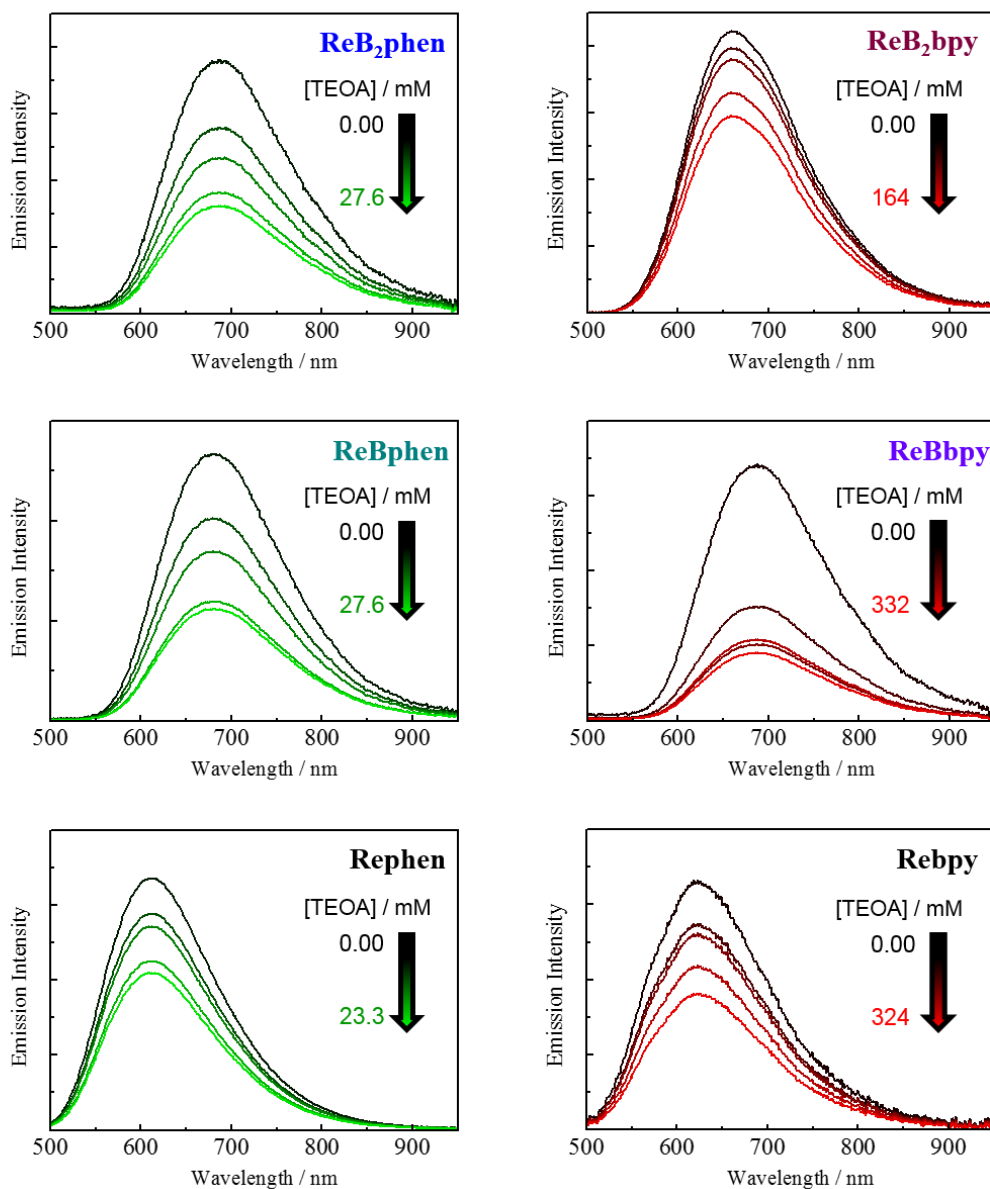 ReB₂phen
[TEOA] / mM
0.00
27.6
Emission Intensity
500 600 700 800 900
Wavelength / nm
ReB₂bpy
[TEOA] / mM
0.00
164
Emission Intensity
500 600 700 800 900
Wavelength / nm
ReBphen
[TEOA] / mM
0.00
27.6
Emission Intensity
500 600 700 800 900
Wavelength / nm
ReBbpy
[TEOA] / mM
0.00
332
Emission Intensity
500 600 700 800 900
Wavelength / nm
Rephen
[TEOA] / mM
0.00
23.3
Emission Intensity
500 600 700 800 900
Wavelength / nm
Rebpy
[TEOA] / mM
0.00
324
Emission Intensity
500 600 700 800 900
Wavelength / nm